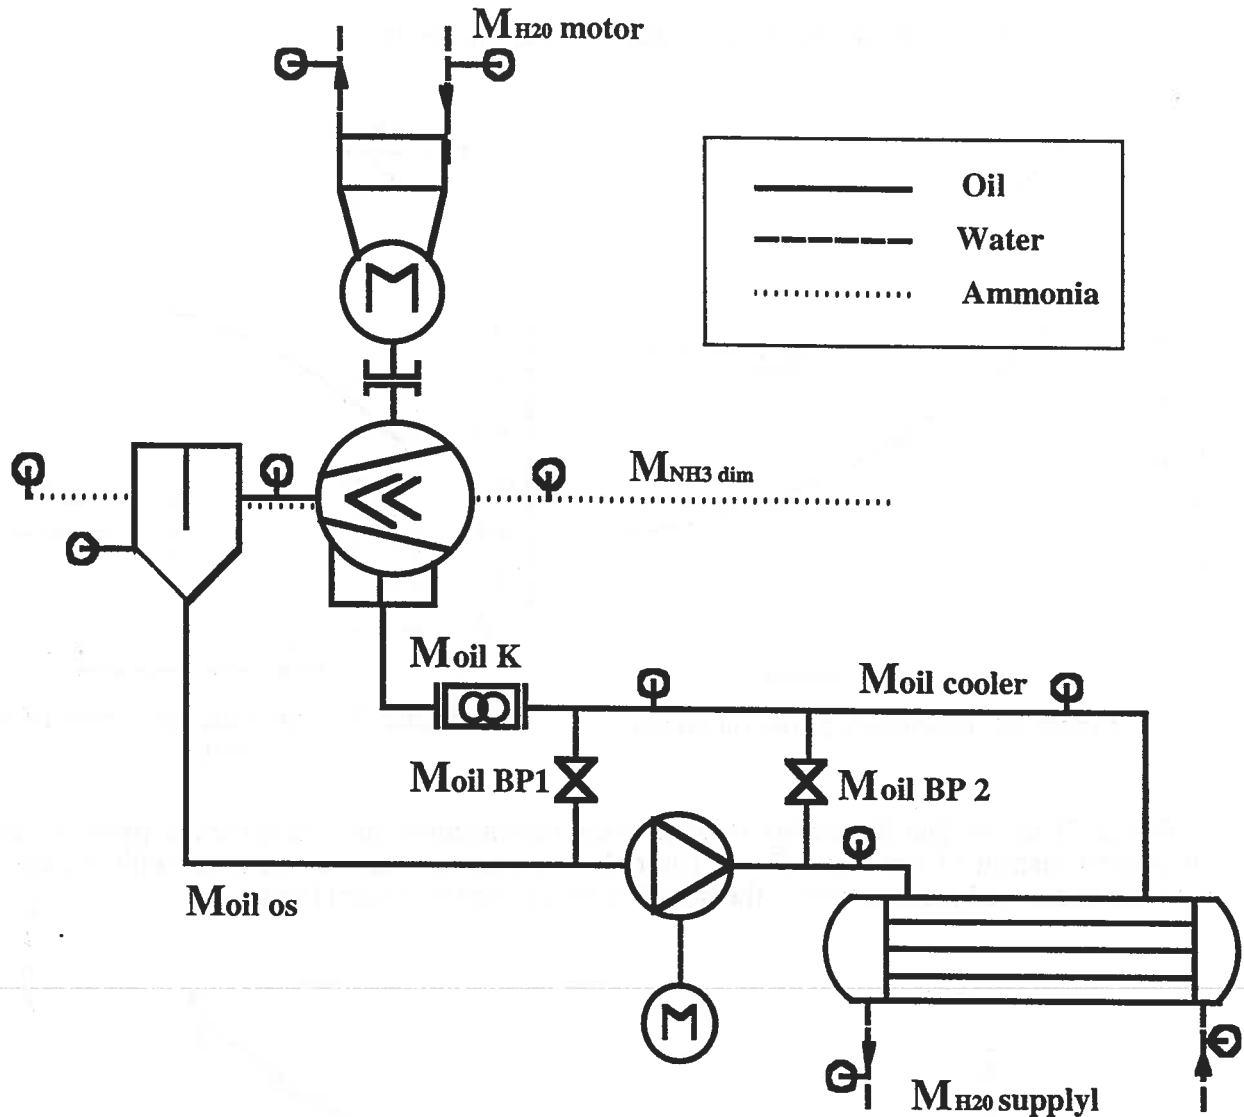 MH20 motor
Oil
Water
Ammonia
M
MNH3 dim
Moil K
Moil cooler
Moil BP1
Moil BP 2
Moil os
M
MH20 supplyl